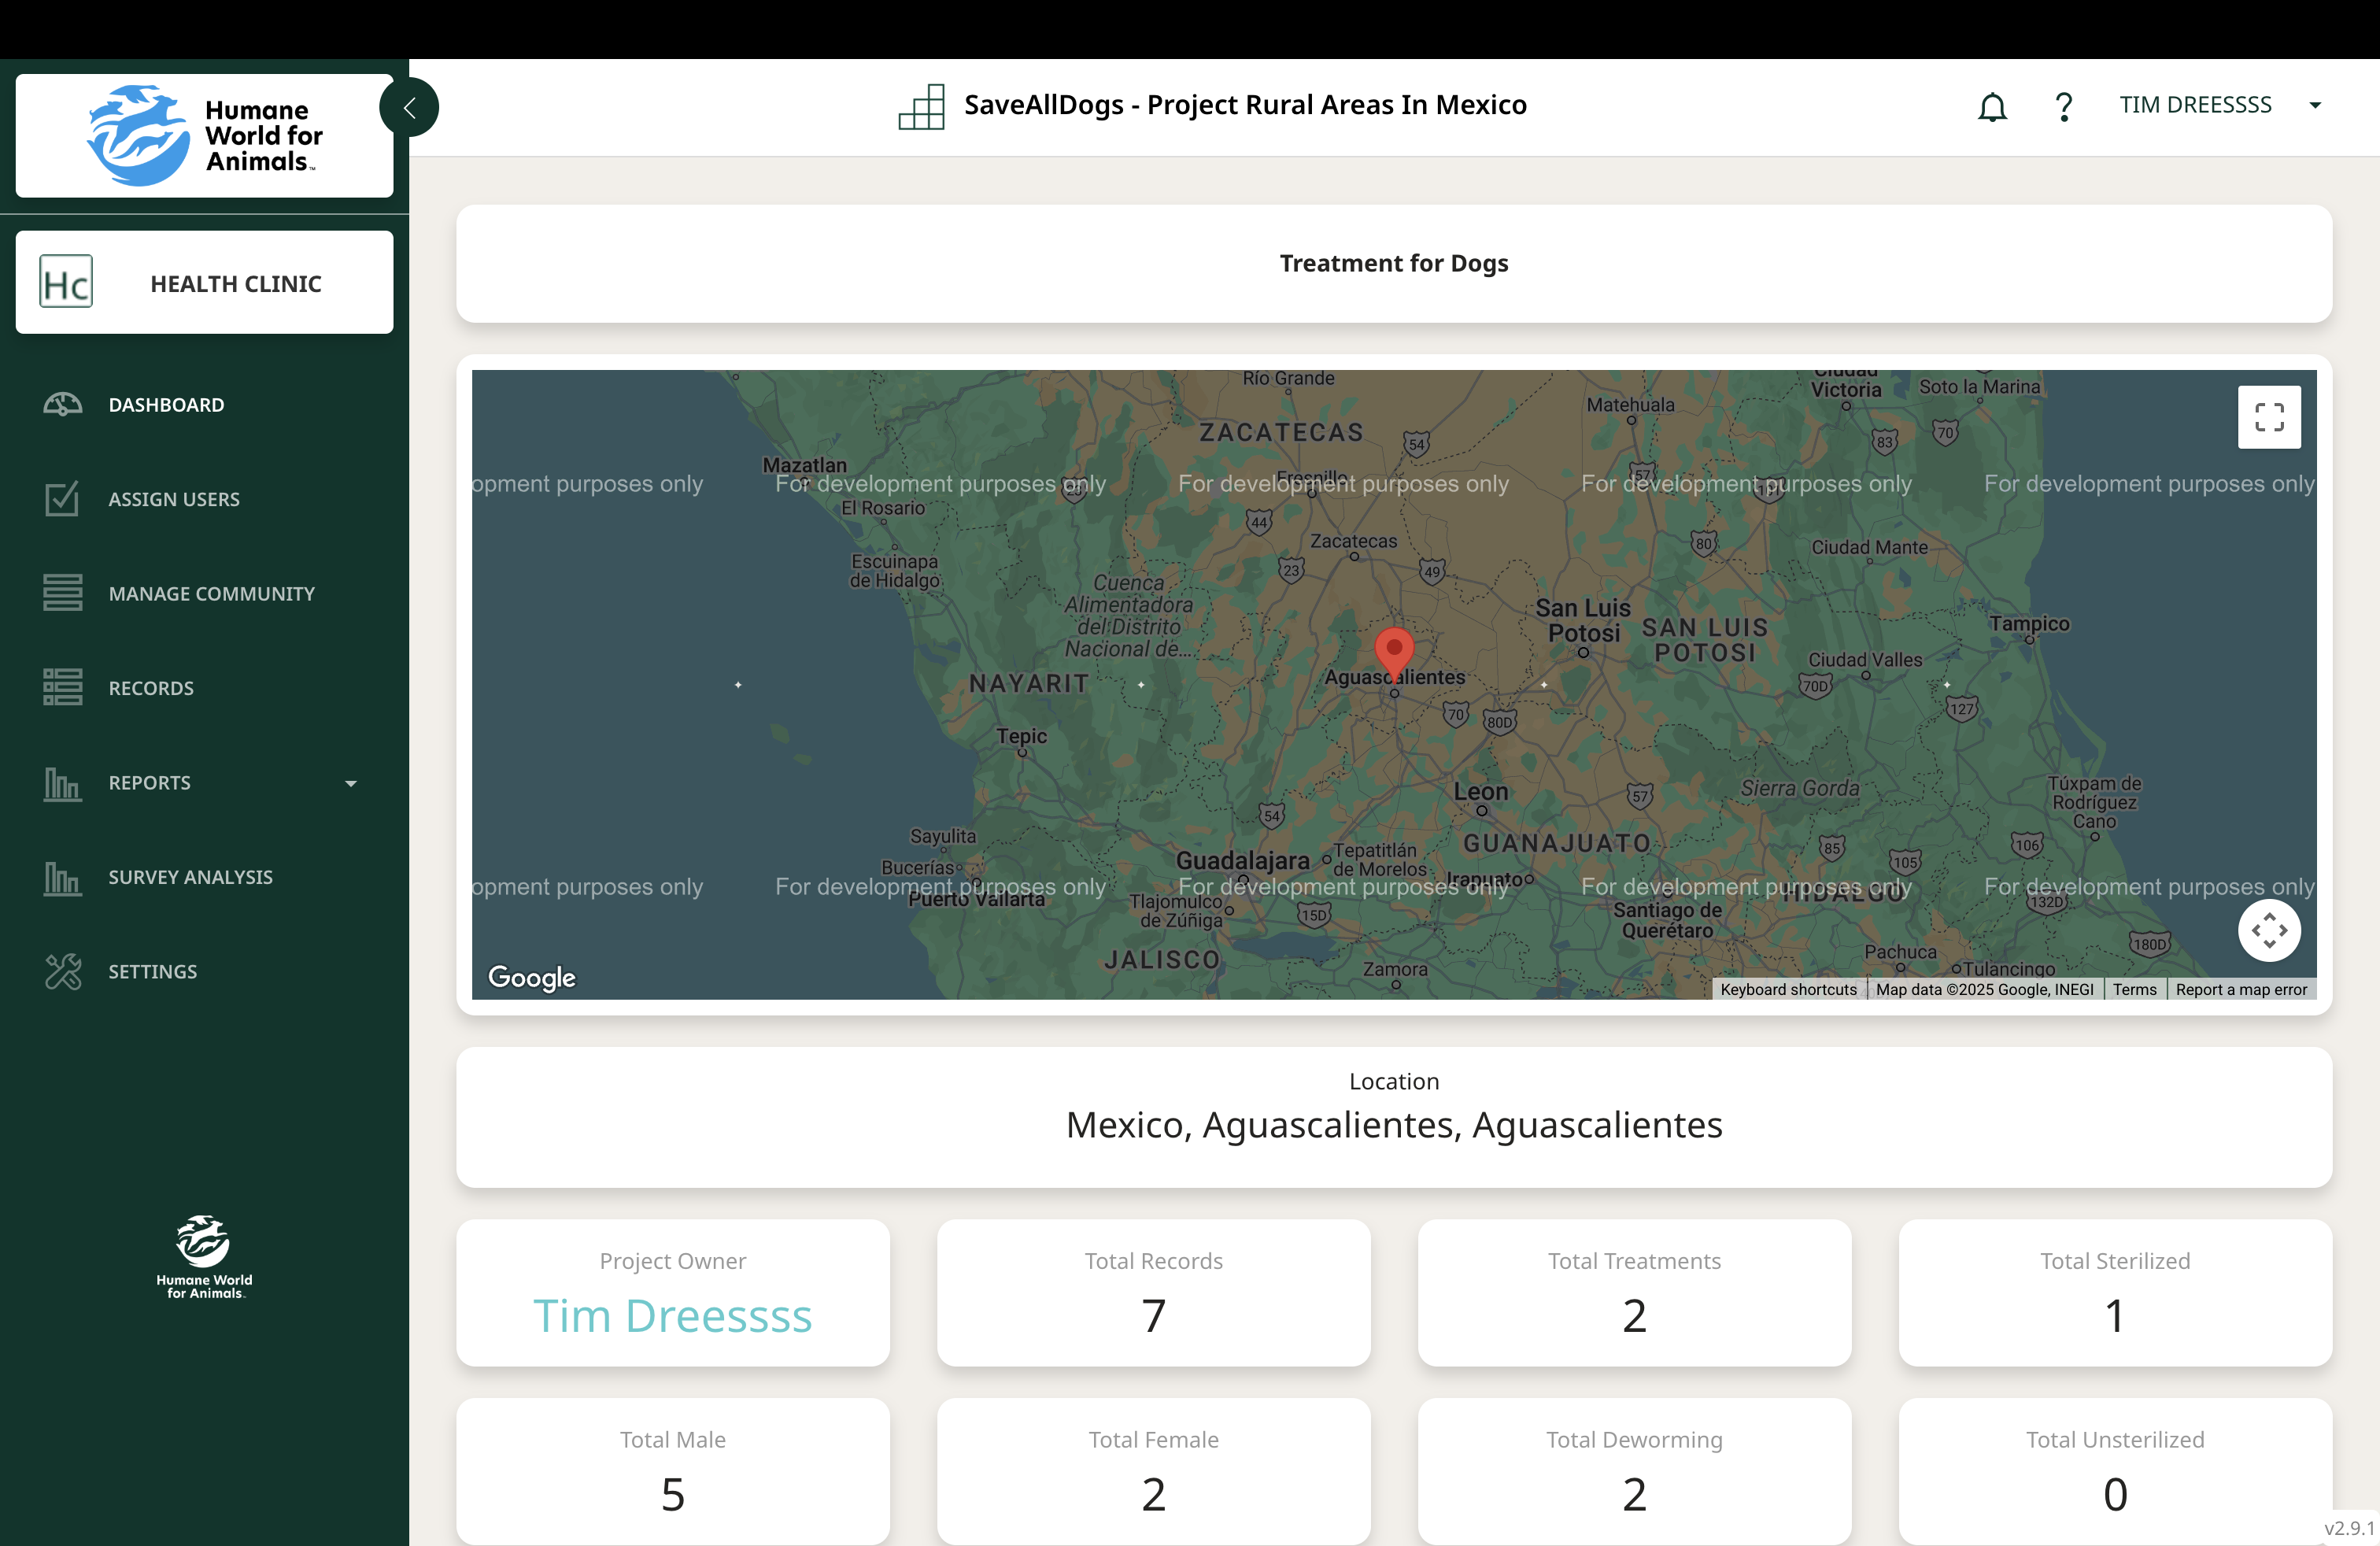 Humane
World for
Animals™
SaveAllDogs - Project Rural Areas In Mexico
?
TIM DREESSSS
Hc
HEALTH CLINIC
DASHBOARD
ASSIGN USERS
MANAGE COMMUNITY
RECORDS
REPORTS
SURVEY ANALYSIS
SETTINGS
Humane World
for Animals
Treatment for Dogs
Río Grande
Ciudad
Victoria
Soto la Marina
Matehuala
ZACATECAS
54
83
70
Mazatlan
opment purposes only
For development purposes only
For development purposes only
For development purposes only
For development purposes only
Fresnillo
57
El Rosario
44
Zacatecas
80
Ciudad Mante
Escuinapa
de Hidalgo
23
49
Cuenca
Alimentadora
del Distrito
Nacional de...
San Luis
Potosi
SAN LUIS
POTOSI
Tampico
Ciudad Valles
Aguascalientes
NAYARIT
70D
70
80D
127
Tepic
Leon
57
Sierra Gorda
Túxpam de
Rodríguez
Cano
54
Sayulita
GUANAJUATO
85
105
106
Bucerías
Guadalajara
Tepatitlán
de Morelos
Irapuato
opment purposes only
For development purposes only
For development purposes only
For development purposes only
For development purposes only
Puerto Vallarta
HIDALGO
132D
Tlajomulco
de Zúñiga
15D
Santiago de
Querétaro
180D
JALISCO
Zamora
Pachuca
Tulancingo
Google
Keyboard shortcuts
Map data ©2025 Google, INEGI
Terms
Report a map error
Location
Mexico, Aguascalientes, Aguascalientes
Project Owner
Tim Dreessss
Total Records
7
Total Treatments
2
Total Sterilized
1
Total Male
5
Total Female
2
Total Deworming
2
Total Unsterilized
0
v2.9.1